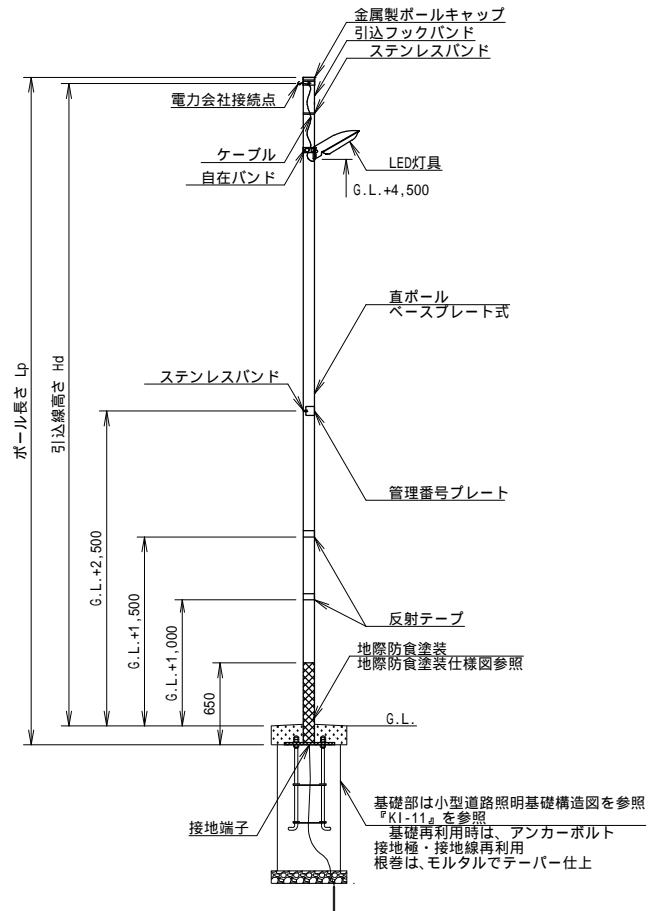 金属製ポールキャップ
引込フックバンド
ステンレスバンド
電力会社接続点
ケーブル
自在バンド
LED灯具
G.L.+4,500
直ポール
ベースプレート式
ポール長さ Lp
引込線高さ Hd
ステンレスバンド
管理番号プレート
G.L.+2,500
G.L.+1,500
G.L.+1,000
650
反射テープ
地際防食塗装
地際防食塗装仕様図参照
G.L.
接地端子
基礎部は小型道路照明基礎構造図を参照
『KI-11』を参照
基礎再利用時は、アンカーボルト
接地極・接地線再利用
根巻は、モルタルでテーパー仕上